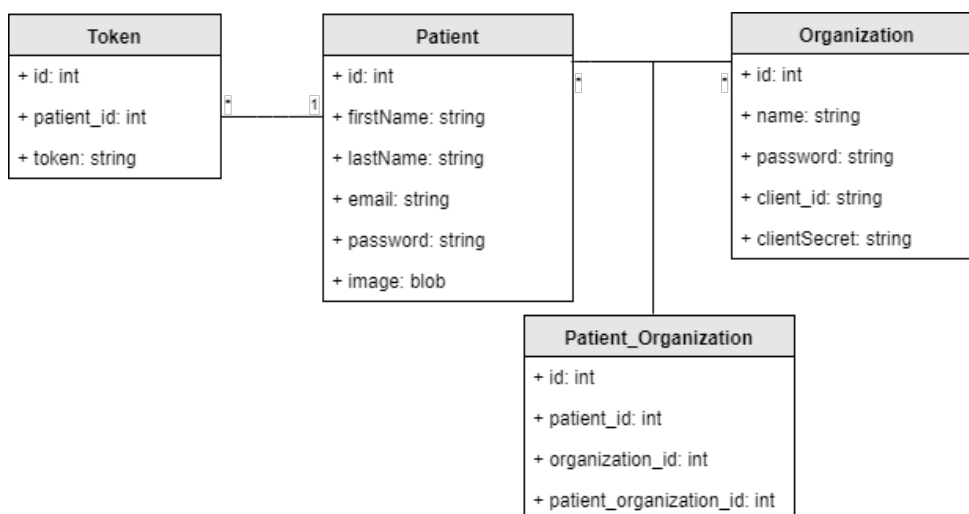 Token
+ id: int
+ patient_id: int
+ token: string
*
1
Patient
+ id: int
+ firstName: string
+ lastName: string
+ email: string
+ password: string
+ image: blob
*
*
Organization
+ id: int
+ name: string
+ password: string
+ client_id: string
+ clientSecret: string
Patient_Organization
+ id: int
+ patient_id: int
+ organization_id: int
+ patient_organization_id: int